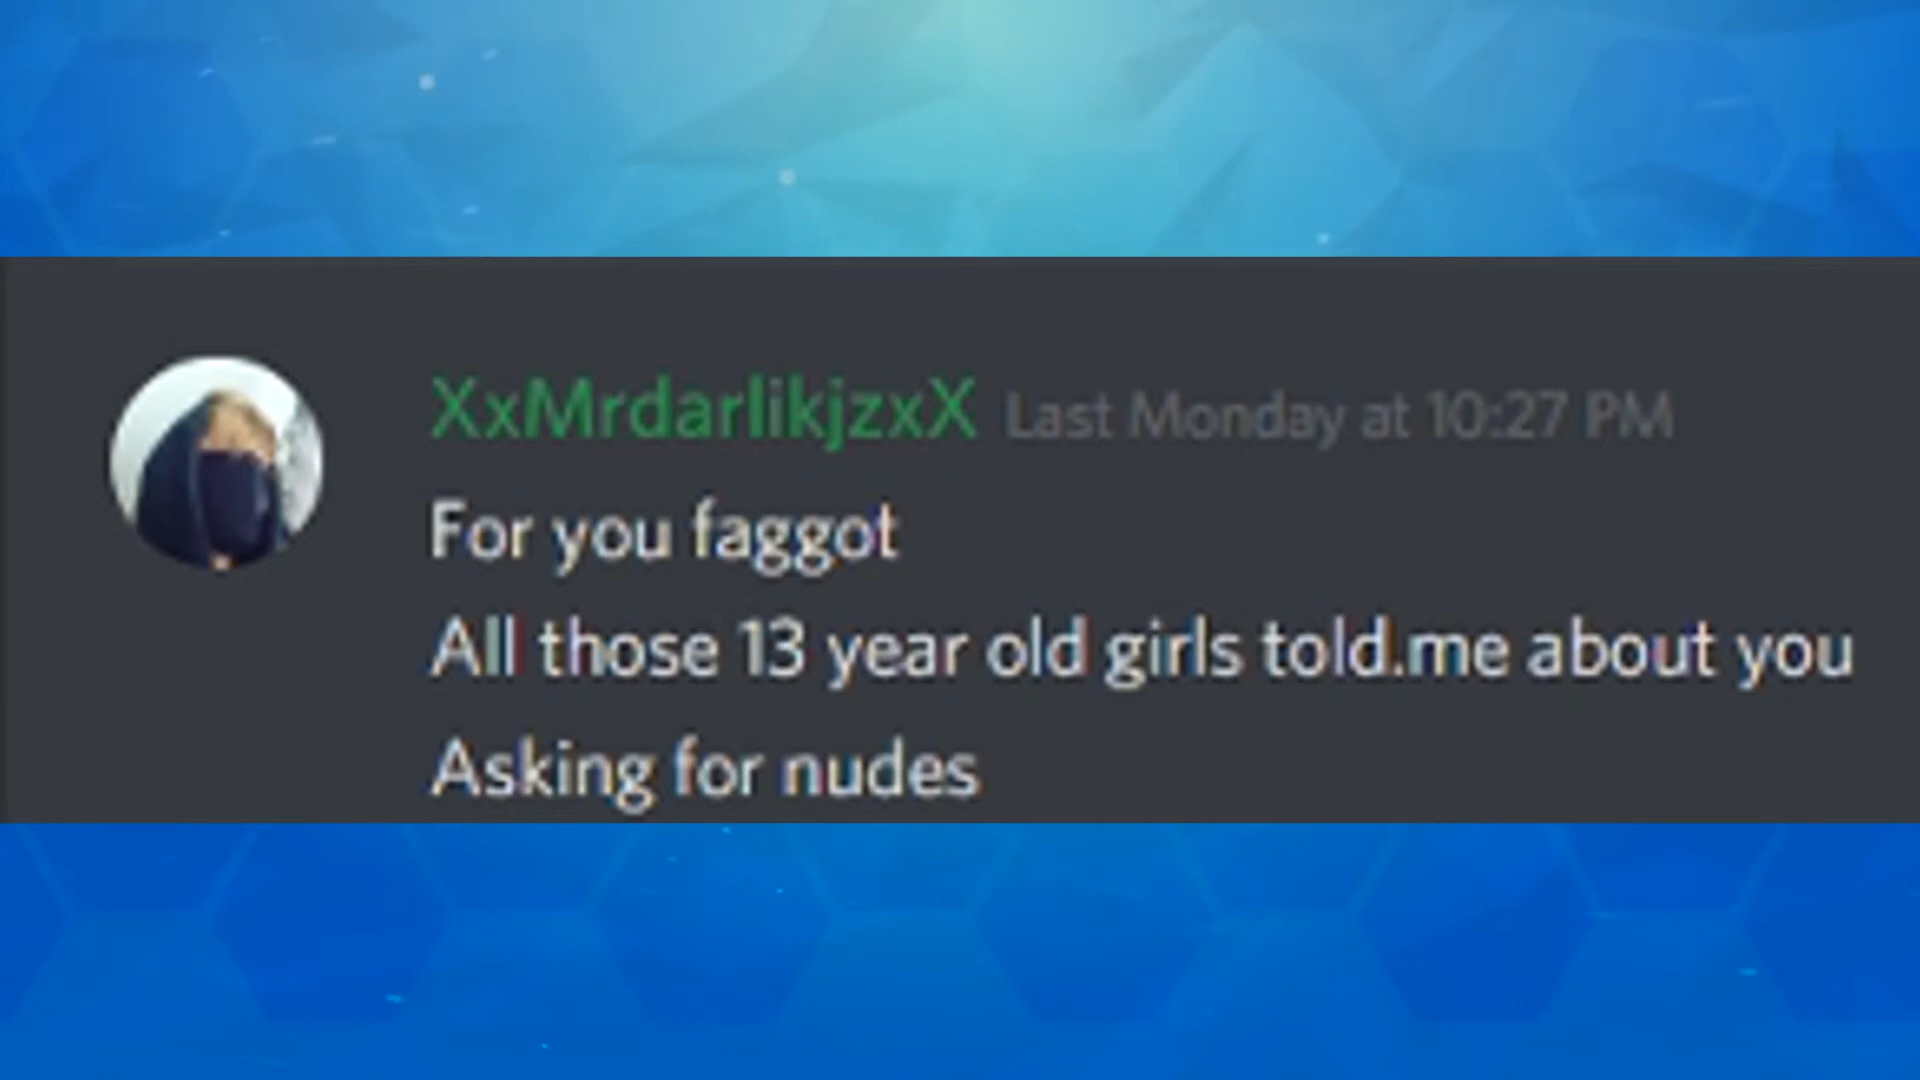 XxMrdarlikjzxX Last Monday at 10:27 PM
For you faggot
All those 13 year old girls told.me about you
Asking for nudes